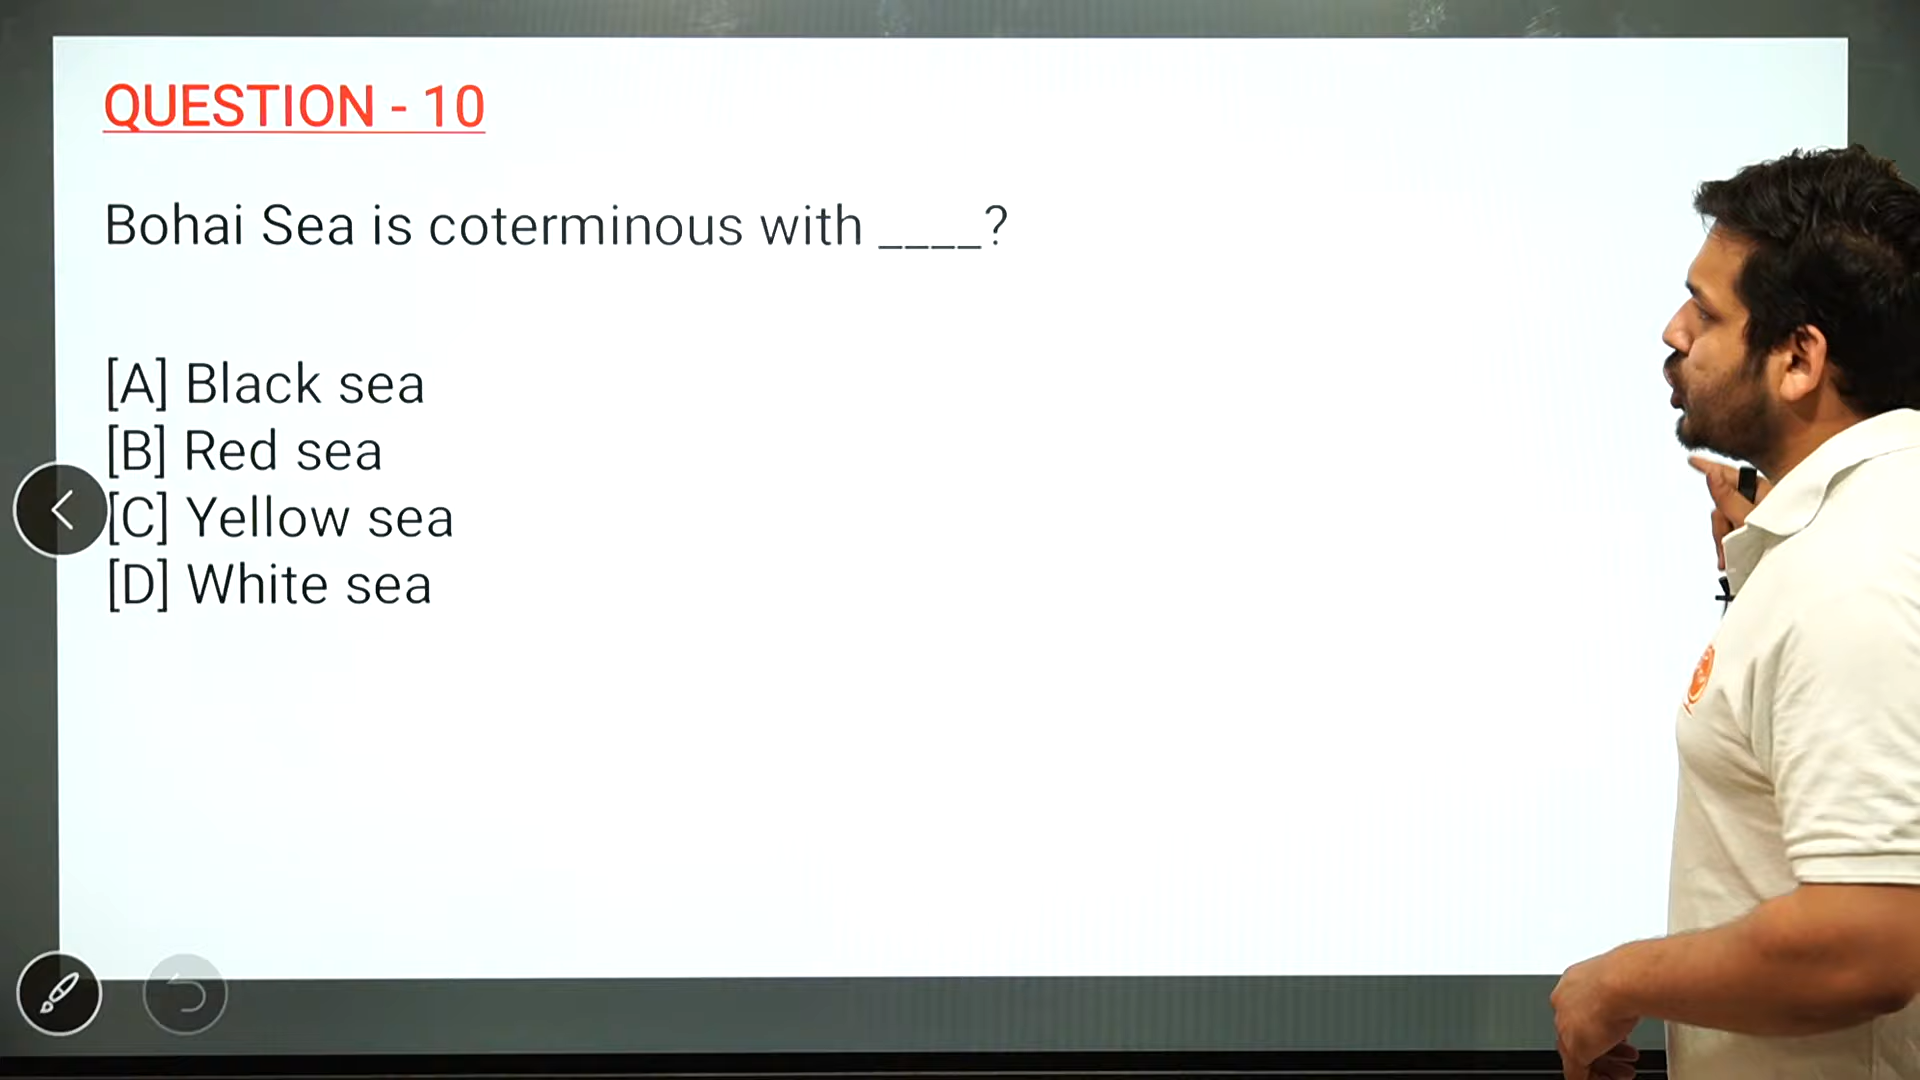 QUESTION - 10
Bohai Sea is coterminous with ____?
[A] Black sea
[B] Red sea
[C] Yellow sea
[D] White sea